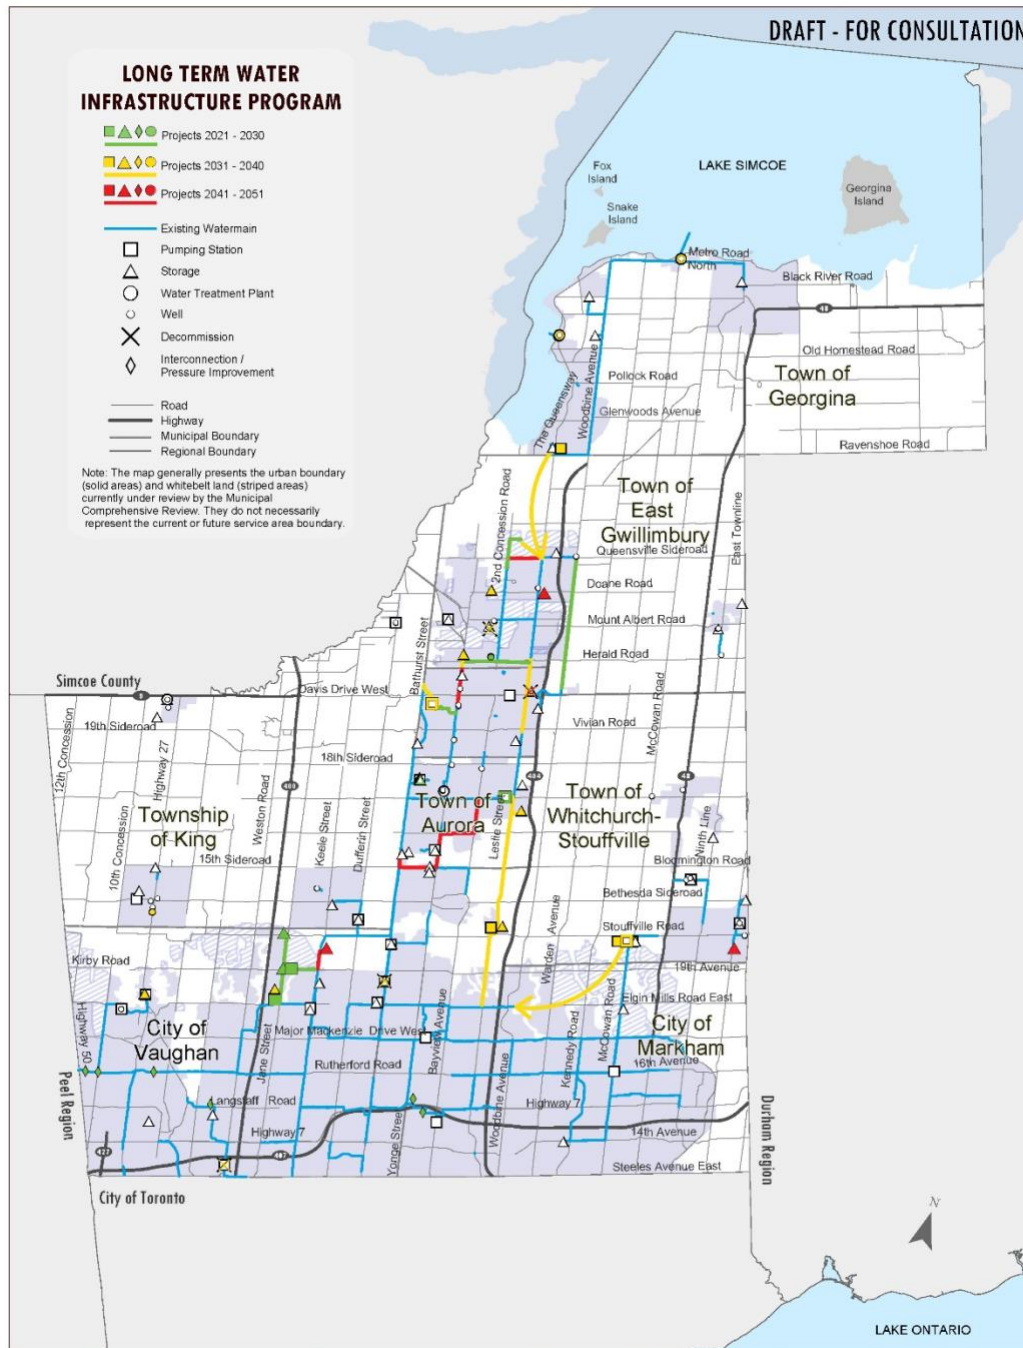 DRAFT - FOR CONSULTATION
LONG TERM WATER
INFRASTRUCTURE PROGRAM
Projects 2021 - 2030
Projects 2031 - 2040
Projects 2041 - 2051
Existing Watermain
Pumping Station
Storage
Water Treatment Plant
Well
Decommission
Interconnection /
Pressure Improvement
Road
Highway
Municipal Boundary
Regional Boundary
Note: The map generally presents the urban boundary
(solid areas) and whitebelt land (striped areas)
currently under review by the Municipal
Comprehensive Review. They do not necessarily
represent the current or future service area boundary.
LAKE SIMCOE
Fox
Island
Snake
Island
Georgina
Island
Metro Road
North
Black River Road
48
Old Homestead Road
Pollock Road
Town of
Georgina
Woodbine Avenue
The Queensway
Glenwoods Avenue
Ravenshoe Road
Town of
East
Gwillimbury
2nd Concession Road
Queensville Sideroad
East Townline
Doane Road
Mount Albert Road
Herald Road
Bathurst Street
Simcoe County
9
Davis Drive West
Vivian Road
McCowan Road
19th Sideroad
18th Sideroad
12th Concession
Highway 27
Weston Road
400
404
48
Township
of King
Town of
Aurora
Town of
Whitchurch-
Stouffville
Keele Street
Dufferin Street
Leslie Street
Ninth Line
10th Concession
15th Sideroad
Bloomington Road
Bethesda Sideroad
Stouffville Road
Warden Avenue
Kirby Road
19th Avenue
Elgin Mills Road East
Highway 50
City of
Vaughan
Jane Street
Major Mackenzie Drive West
Bayview Avenue
McCowan Road
Kennedy Road
City of
Markham
Rutherford Road
16th Avenue
Peel Region
Langstaff Road
Woodbine Avenue
Highway 7
Highway 7
Yonge Street
14th Avenue
Durham Region
427
407
Steeles Avenue East
City of Toronto
N
LAKE ONTARIO